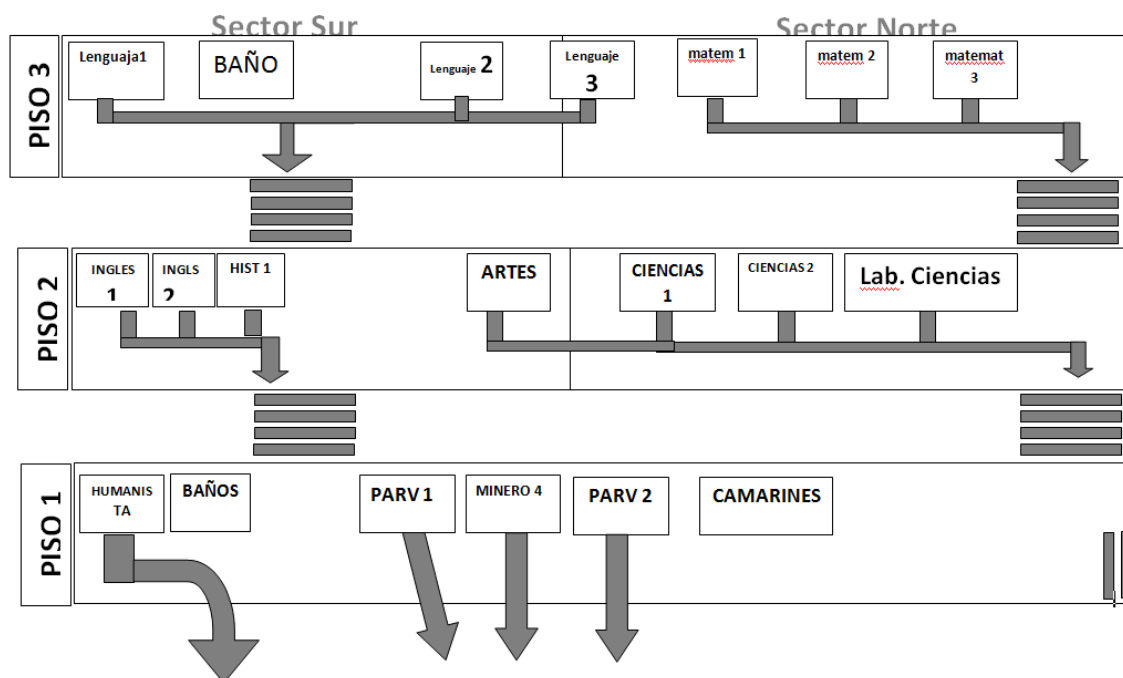 Sector Sur
Sector Norte
PISO 3
Lenguaja1
BAÑO
Lenguaje 2
Lenguaje
3
matem 1
matem 2
matemat
3
PISO 2
INGLES
1
INGLS
2
HIST 1
ARTES
CIENCIAS
1
CIENCIAS 2
Lab. Ciencias
PISO 1
HUMANIS
TA
BAÑOS
PARV 1
MINERO 4
PARV 2
CAMARINES